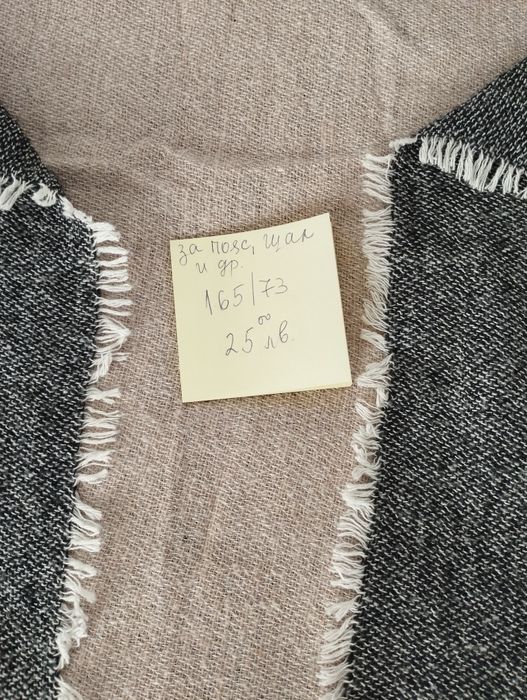 за пояс, шал
и др.
165/73
25⁰⁰ лв.